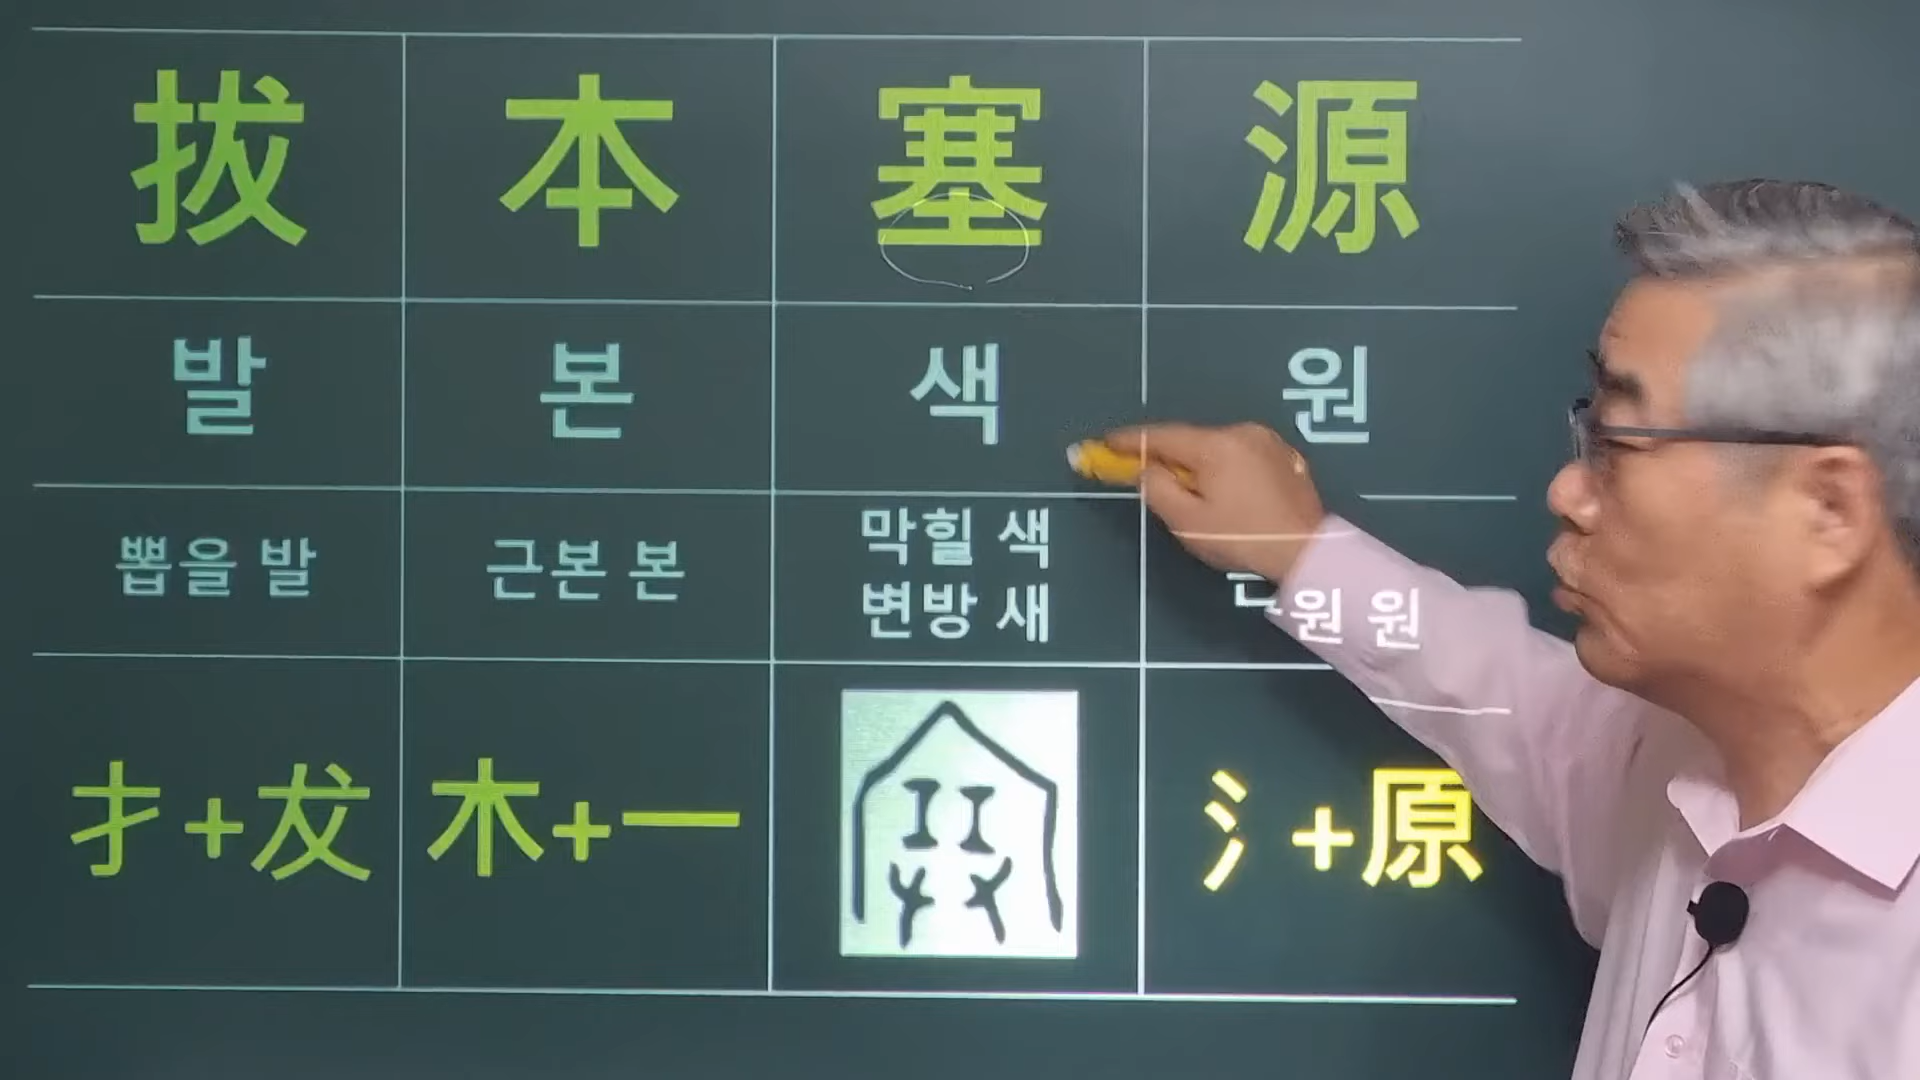 拔 本 塞 源
발 본 색 원
뽑을 발 근본 본 막힐 색 원 원
변방 새
扌+犮 木+一 氵+原